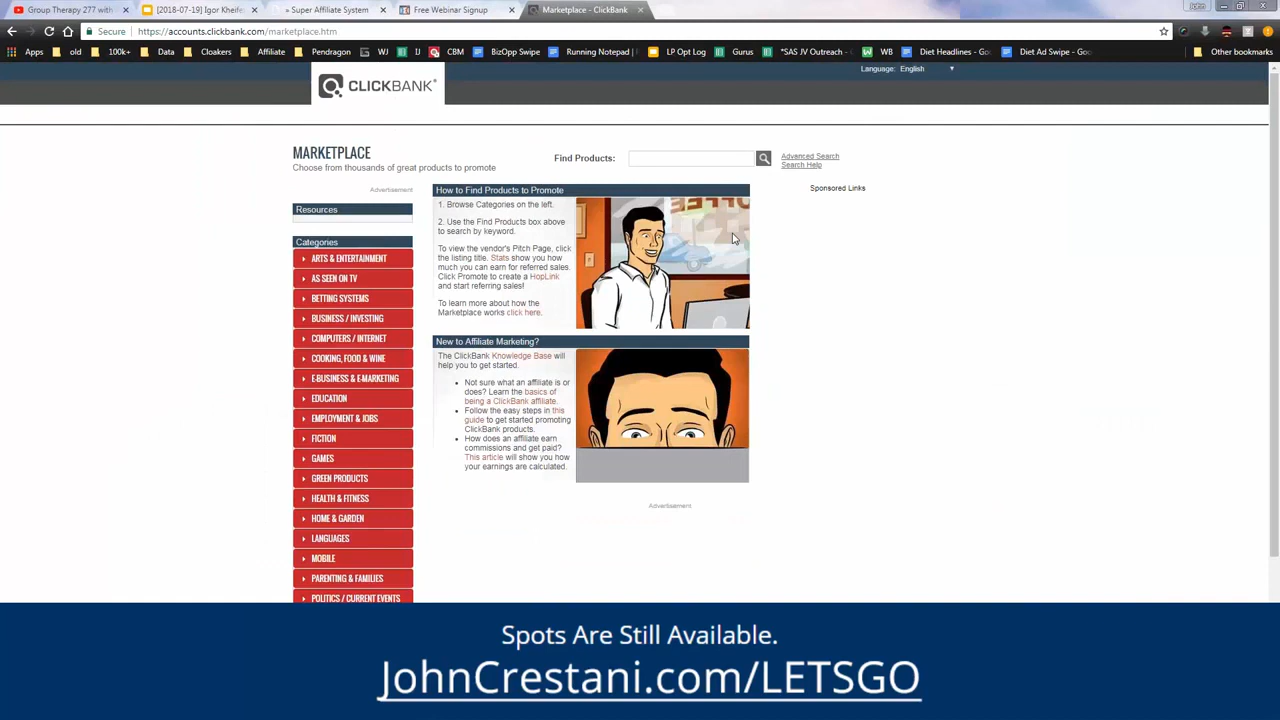 Group Therapy 277 with
[2018-07-19] Igor Kheife
» Super Affiliate System
Free Webinar Signup
Marketplace - ClickBank
John
Secure
https://accounts.clickbank.com/marketplace.htm
Apps
old
100k+
Data
Cloakers
Affiliate
Pendragon
WJ
IJ
CBM
BizOpp Swipe
Running Notepad
LP Opt Log
Gurus
*SAS JV Outreach -
WB
Diet Headlines - Go
Diet Ad Swipe - Goo
Other bookmarks
Language: English
CLICKBANK
MARKETPLACE
Choose from thousands of great products to promote
Find Products:
Advanced Search
Search Help
Advertisement
Sponsored Links
Resources
Categories
ARTS & ENTERTAINMENT
AS SEEN ON TV
BETTING SYSTEMS
BUSINESS / INVESTING
COMPUTERS / INTERNET
COOKING, FOOD & WINE
E-BUSINESS & E-MARKETING
EDUCATION
EMPLOYMENT & JOBS
FICTION
GAMES
GREEN PRODUCTS
HEALTH & FITNESS
HOME & GARDEN
LANGUAGES
MOBILE
PARENTING & FAMILIES
POLITICS / CURRENT EVENTS
How to Find Products to Promote
1. Browse Categories on the left.
2. Use the Find Products box above
to search by keyword.
To view the vendor's Pitch Page, click
the listing title. Stats show you how
much you can earn for referred sales.
Click Promote to create a HopLink
and start referring sales!
To learn more about how the
Marketplace works click here.
New to Affiliate Marketing?
The ClickBank Knowledge Base will
help you to get started.
• Not sure what an affiliate is or
does? Learn the basics of
being a ClickBank affiliate.
• Follow the easy steps in this
guide to get started promoting
ClickBank products.
• How does an affiliate earn
commissions and get paid?
This article will show you how
your earnings are calculated.
Advertisement
Spots Are Still Available.
JohnCrestani.com/LETSGO